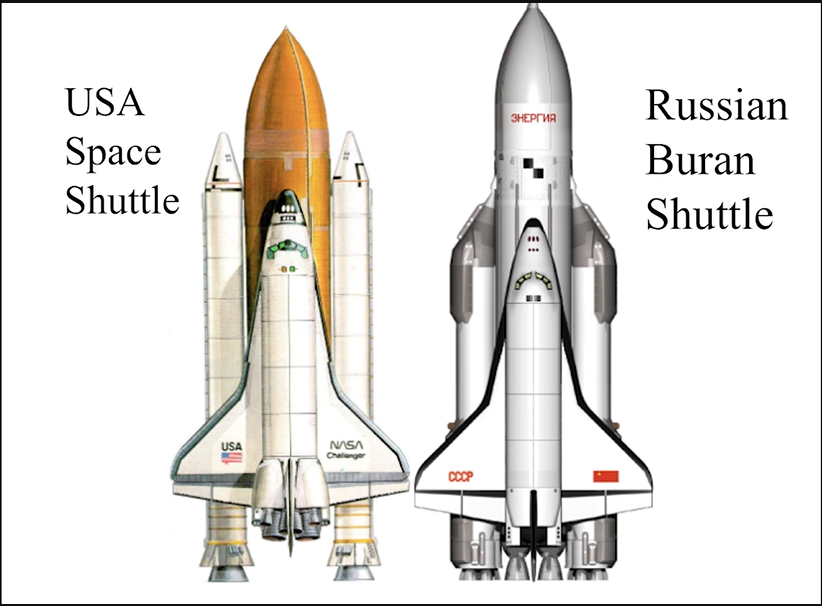 USA
Space
Shuttle
Russian
Buran
Shuttle
ЭНЕРГИЯ
USA
NASA
Challenger
СССР